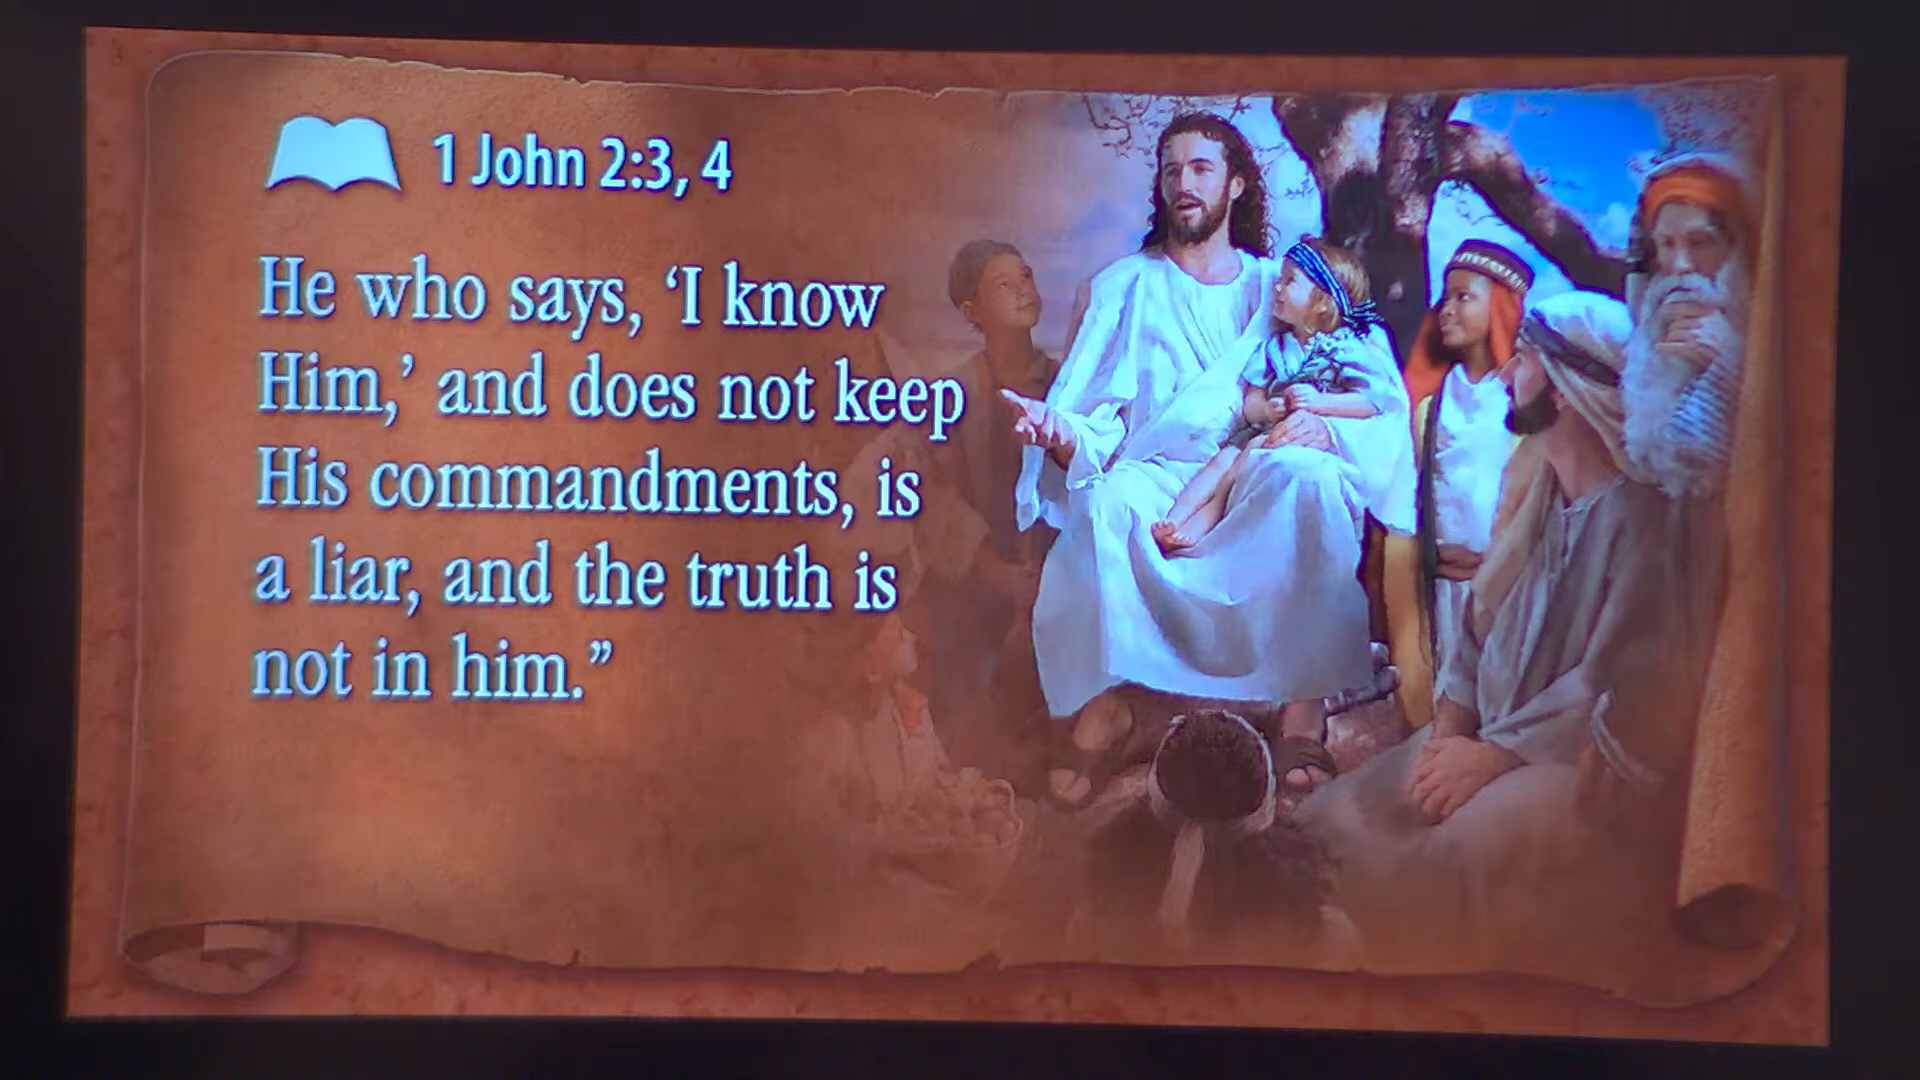 1 John 2:3, 4
He who says, ‘I know
Him,’ and does not keep
His commandments, is
a liar, and the truth is
not in him.”